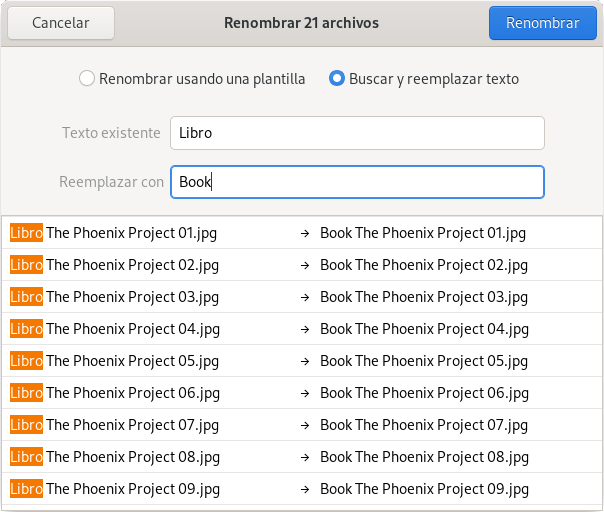 Cancelar Renombrar 21 archivos Renombrar
Renombrar usando una plantilla Buscar y reemplazar texto
Texto existente Libro
Reemplazar con Book
Libro The Phoenix Project 01.jpg → Book The Phoenix Project 01.jpg
Libro The Phoenix Project 02.jpg → Book The Phoenix Project 02.jpg
Libro The Phoenix Project 03.jpg → Book The Phoenix Project 03.jpg
Libro The Phoenix Project 04.jpg → Book The Phoenix Project 04.jpg
Libro The Phoenix Project 05.jpg → Book The Phoenix Project 05.jpg
Libro The Phoenix Project 06.jpg → Book The Phoenix Project 06.jpg
Libro The Phoenix Project 07.jpg → Book The Phoenix Project 07.jpg
Libro The Phoenix Project 08.jpg → Book The Phoenix Project 08.jpg
Libro The Phoenix Project 09.jpg → Book The Phoenix Project 09.jpg